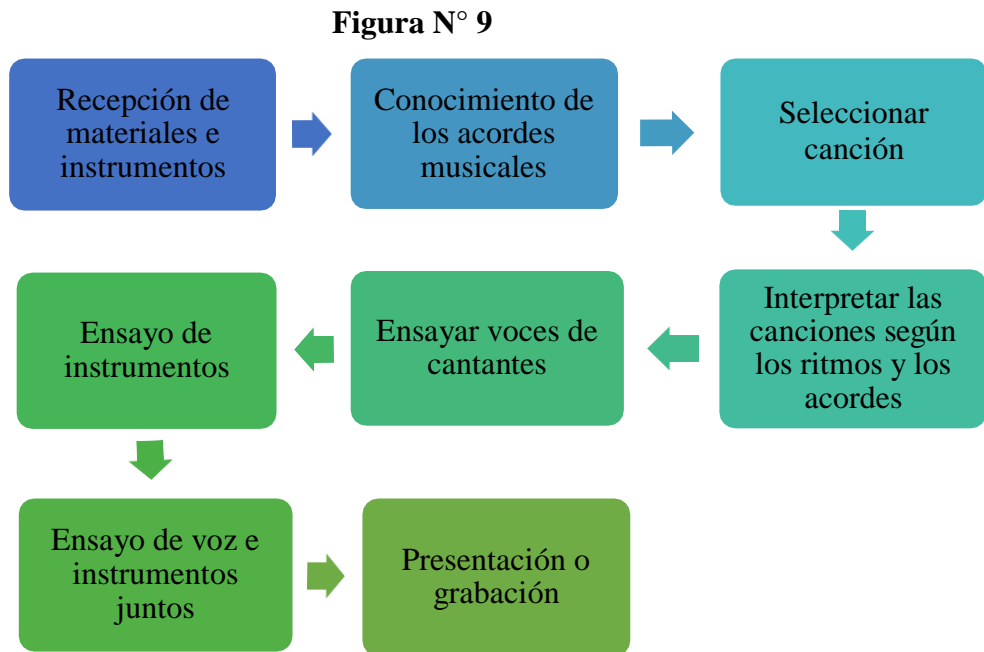 Figura N° 9
Recepción de
materiales e
instrumentos
Conocimiento de
los acordes
musicales
Seleccionar
canción
Interpretar las
canciones según
los ritmos y los
acordes
Ensayar voces de
cantantes
Ensayo de
instrumentos
Ensayo de voz e
instrumentos
juntos
Presentación o
grabación